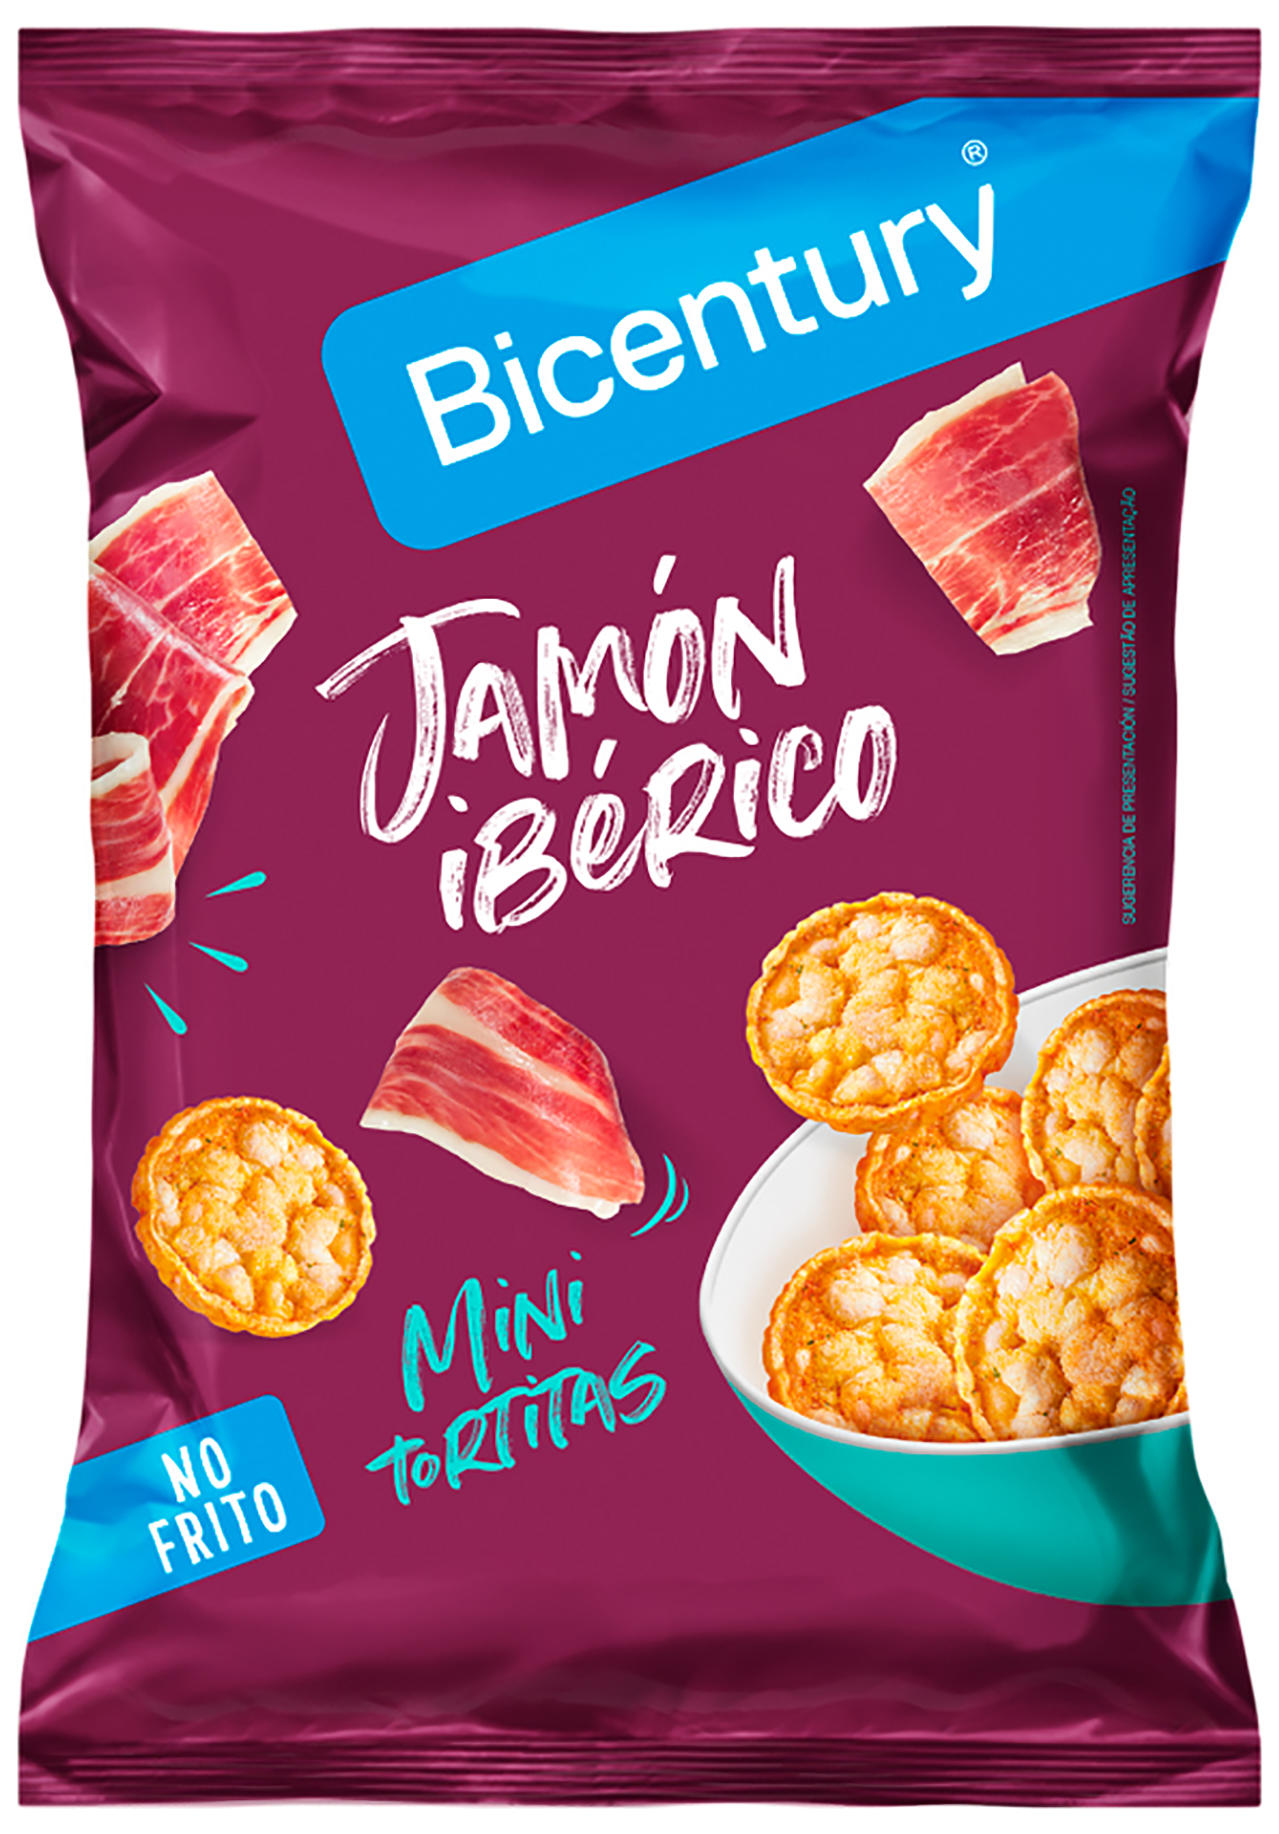 Bicentury®
Jamón
ibérico
SUGERENCIA DE PRESENTACIÓN / SUGESTÃO DE APRESENTAÇÃO
Mini
tortitas
NO
FRITO